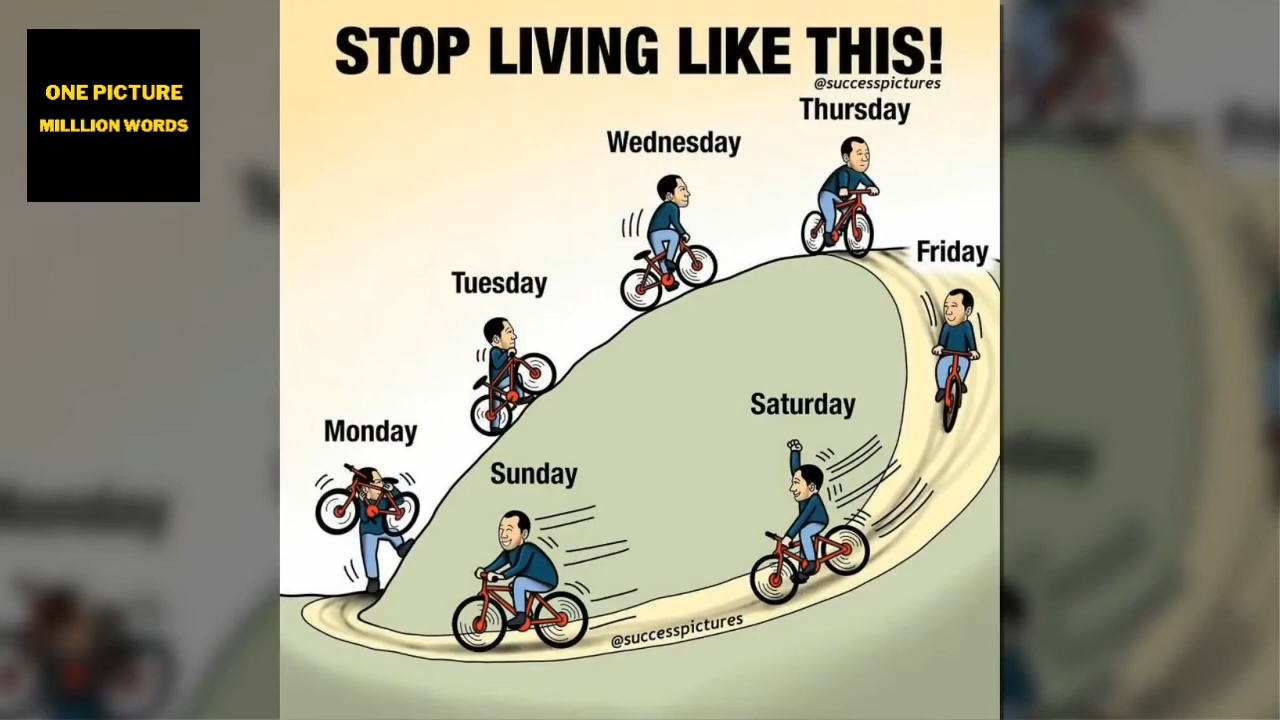 STOP LIVING LIKE THIS!
@successpictures
ONE PICTURE
MILLLION WORDS
Thursday
Wednesday
Friday
Tuesday
Saturday
Monday
Sunday
@successpictures